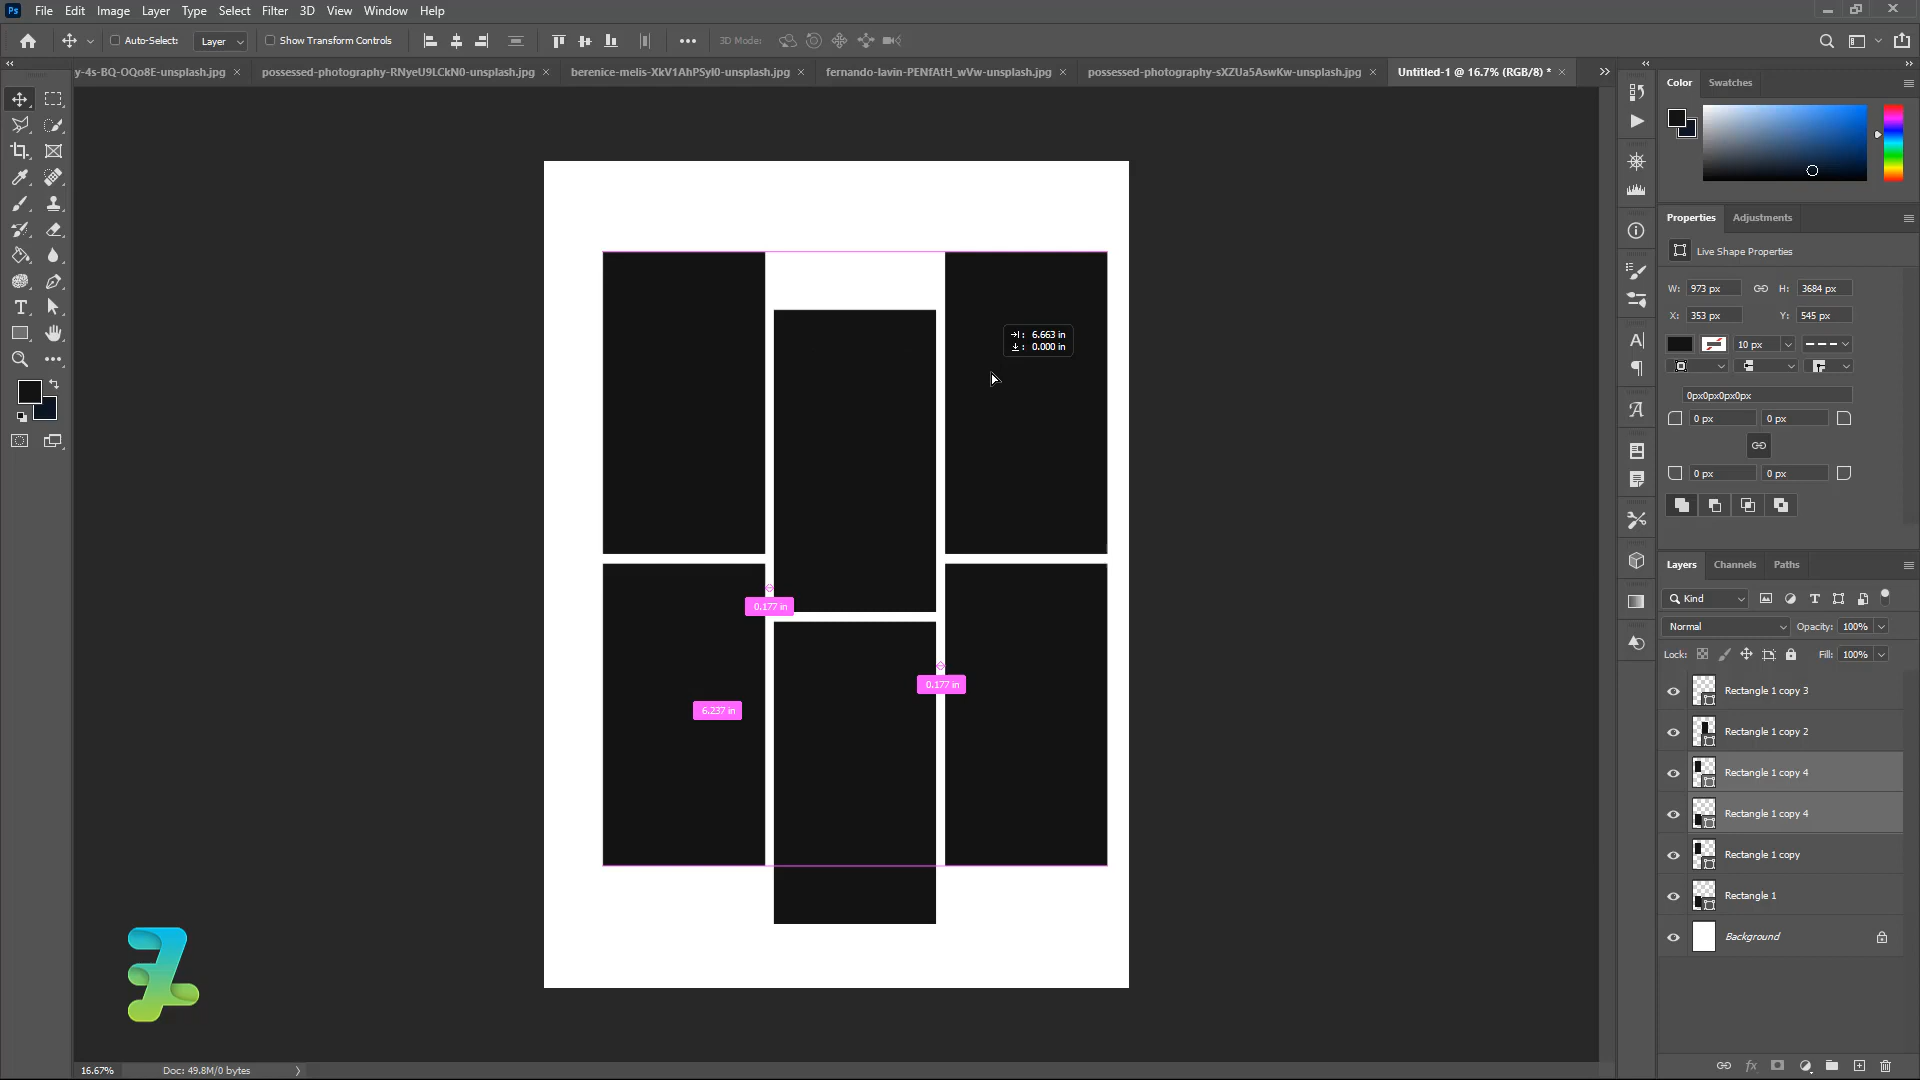 Ps File Edit Image Layer Type Select Filter 3D View Window Help
Auto-Select: Layer Show Transform Controls 3D Mode:
y-4s-BQ-OQo8E-unsplash.jpg × possessed-photography-RNyeU9LCkN0-unsplash.jpg × berenice-melis-XkV1AhPSyI0-unsplash.jpg × fernando-lavin-PENfAtH_wVw-unsplash.jpg × possessed-photography-sXZUa5AswKw-unsplash.jpg × Untitled-1 @ 16.7% (RGB/8) * ×
Color Swatches
Properties Adjustments
Live Shape Properties
W: 973 px H: 3684 px
X: 353 px Y: 545 px
10 px
0px0px0px0px
0 px 0 px
0 px 0 px
6.663 in
0.000 in
0.177 in
0.177 in
6.237 in
Layers Channels Paths
Kind
Normal Opacity: 100%
Lock: Fill: 100%
Rectangle 1 copy 3
Rectangle 1 copy 2
Rectangle 1 copy 4
Rectangle 1 copy 4
Rectangle 1 copy
Rectangle 1
Background
fx
16.67% Doc: 49.8M/0 bytes